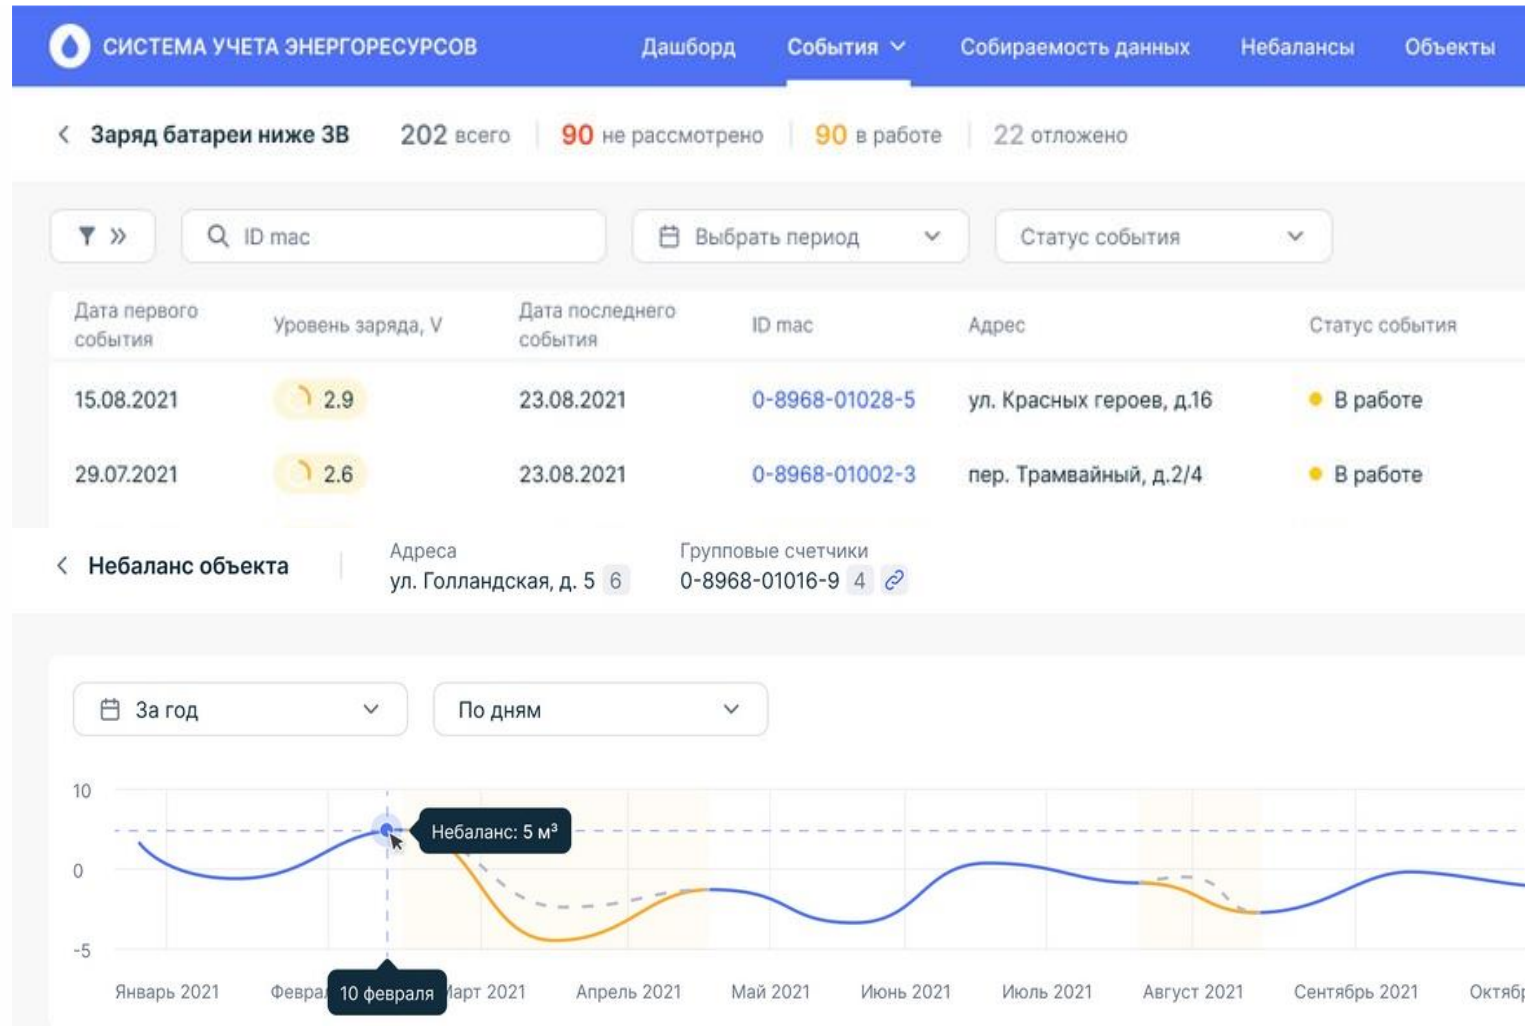 СИСТЕМА УЧЕТА ЭНЕРГОРЕСУРСОВ Дашборд События Собираемость данных Небалансы Объекты
Заряд батареи ниже 3В 202 всего 90 не рассмотрено 90 в работе 22 отложено
ID mac Выбрать период Статус события
Дата первого события Уровень заряда, V Дата последнего события ID mac Адрес Статус события
15.08.2021 2.9 23.08.2021 0-8968-01028-5 ул. Красных героев, д.16 В работе
29.07.2021 2.6 23.08.2021 0-8968-01002-3 пер. Трамвайный, д.2/4 В работе
Небаланс объекта
Адреса
ул. Голландская, д. 5 6
Групповые счетчики
0-8968-01016-9 4
За год По дням
10
Небаланс: 5 м³
0
-5
Январь 2021 Феврал 10 февраля Март 2021 Апрель 2021 Май 2021 Июнь 2021 Июль 2021 Август 2021 Сентябрь 2021 Октяб